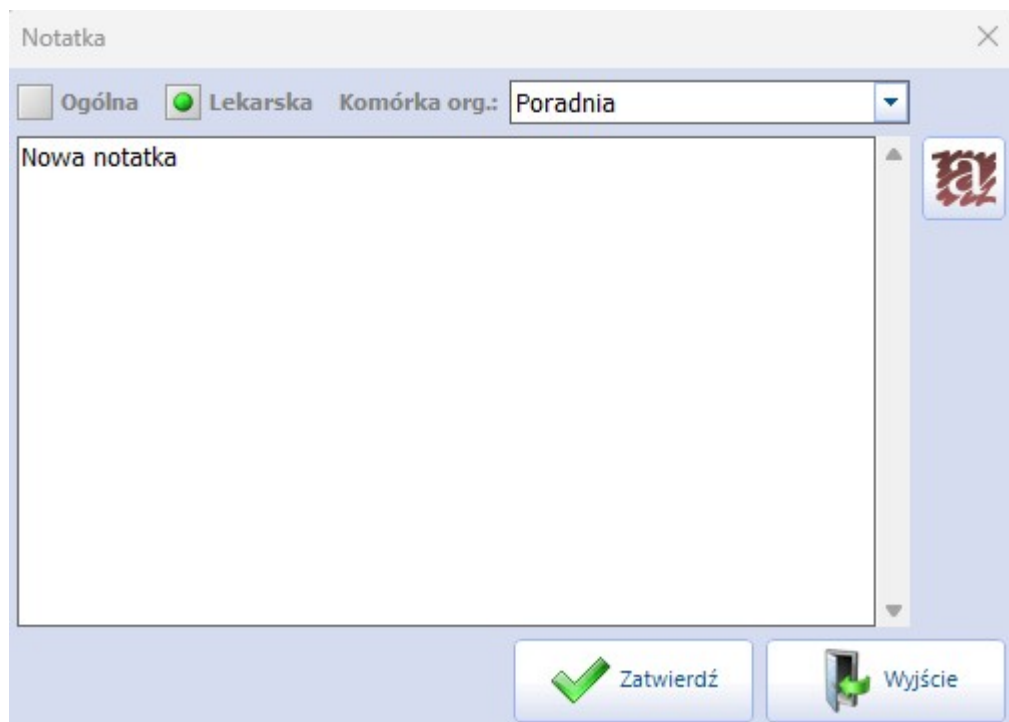 Notatka
Ogólna Lekarska Komórka org.: Poradnia
Nowa notatka
a
Zatwierdź Wyjście